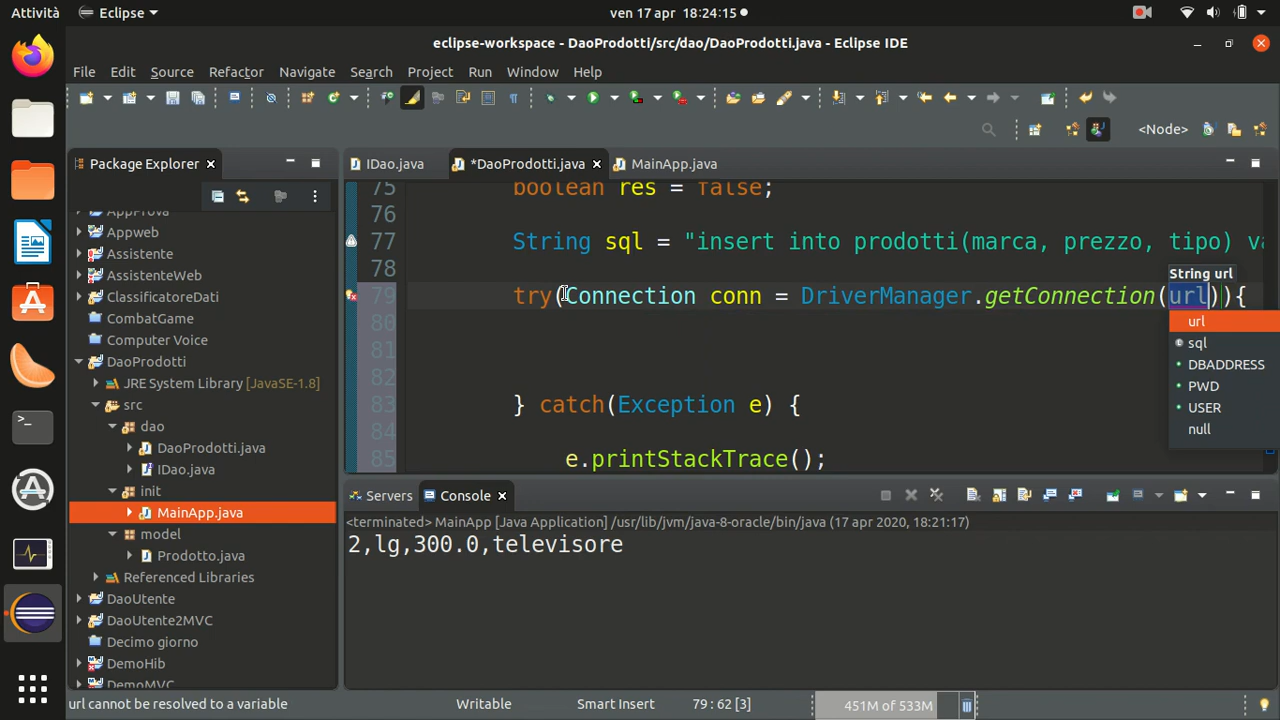 Attività
Eclipse
ven 17 apr 18:24:15
eclipse-workspace - DaoProdotti/src/dao/DaoProdotti.java - Eclipse IDE
File Edit Source Refactor Navigate Search Project Run Window Help
<Node>
Package Explorer
IDao.java
*DaoProdotti.java
MainApp.java
AppProva
Appweb
Assistente
AssistenteWeb
ClassificatoreDati
CombatGame
Computer Voice
DaoProdotti
JRE System Library [JavaSE-1.8]
src
dao
DaoProdotti.java
IDao.java
init
MainApp.java
model
Prodotto.java
Referenced Libraries
DaoUtente
DaoUtente2MVC
Decimo giorno
DemoHib
DemoMVC
75 boolean res = false;
76
77 String sql = "insert into prodotti(marca, prezzo, tipo) va
78
79 try(Connection conn = DriverManager.getConnection(url)){
80
81
82
83 } catch(Exception e) {
84
85 e.printStackTrace();
String url
url
sql
DBADDRESS
PWD
USER
null
Servers
Console
<terminated> MainApp [Java Application] /usr/lib/jvm/java-8-oracle/bin/java (17 apr 2020, 18:21:17)
2,lg,300.0,televisore
url cannot be resolved to a variable
Writable
Smart Insert
79 : 62 [3]
451M of 533M